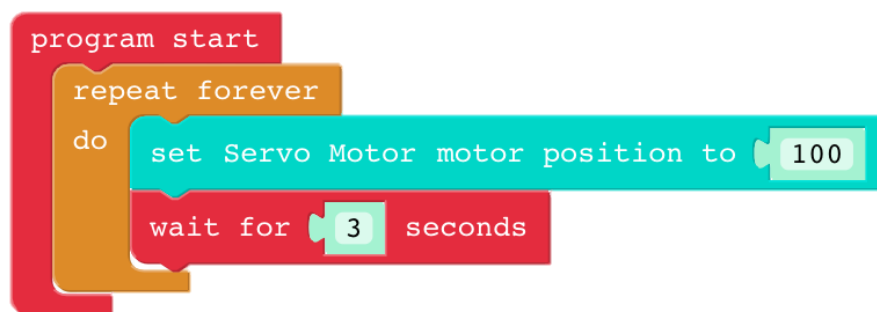 program start
repeat forever
do
set Servo Motor motor position to 100
wait for 3 seconds